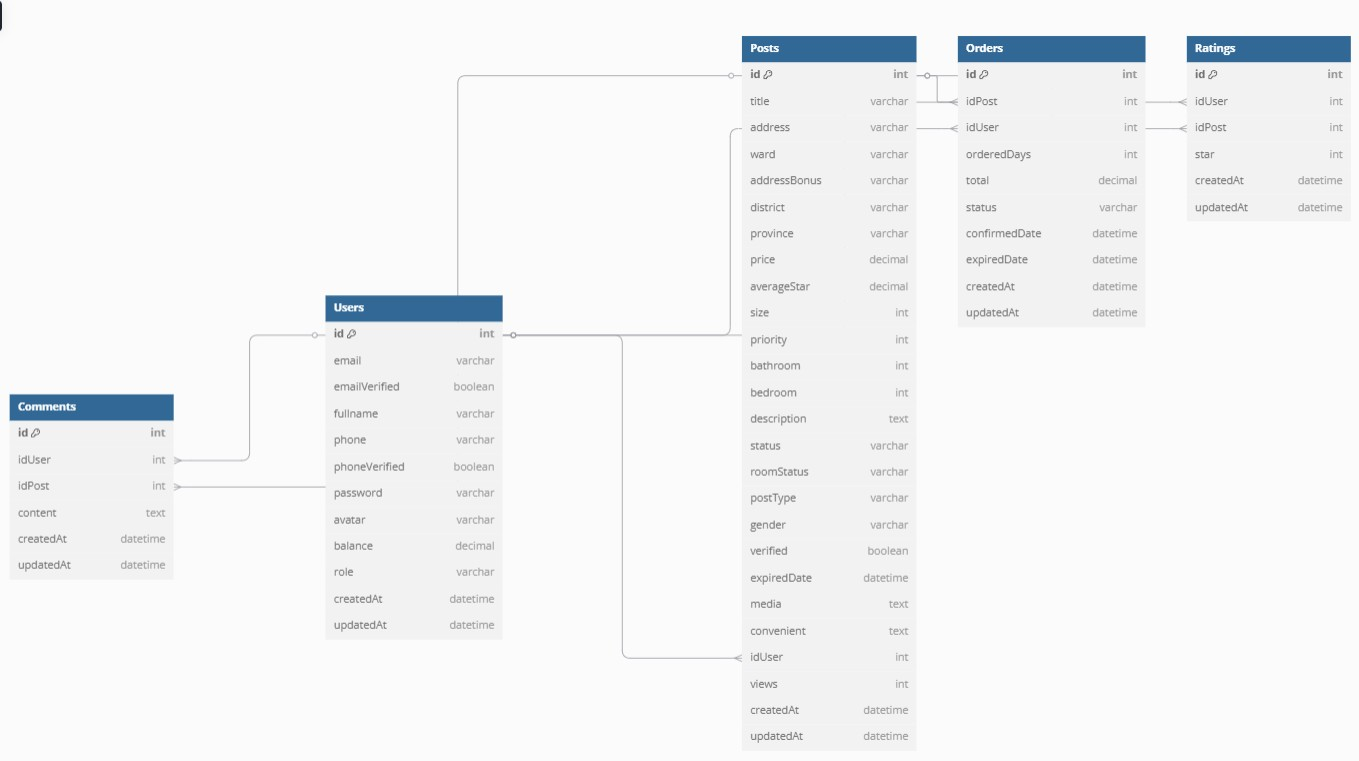 Posts
id int
title varchar
address varchar
ward varchar
addressBonus varchar
district varchar
province varchar
price decimal
averageStar decimal
size int
priority int
bathroom int
bedroom int
description text
status varchar
roomStatus varchar
postType varchar
gender varchar
verified boolean
expiredDate datetime
media text
convenient text
idUser int
views int
createdAt datetime
updatedAt datetime
Orders
id int
idPost int
idUser int
orderedDays int
total decimal
status varchar
confirmedDate datetime
expiredDate datetime
createdAt datetime
updatedAt datetime
Ratings
id int
idUser int
idPost int
star int
createdAt datetime
updatedAt datetime
Users
id int
email varchar
emailVerified boolean
fullname varchar
phone varchar
phoneVerified boolean
password varchar
avatar varchar
balance decimal
role varchar
createdAt datetime
updatedAt datetime
Comments
id int
idUser int
idPost int
content text
createdAt datetime
updatedAt datetime